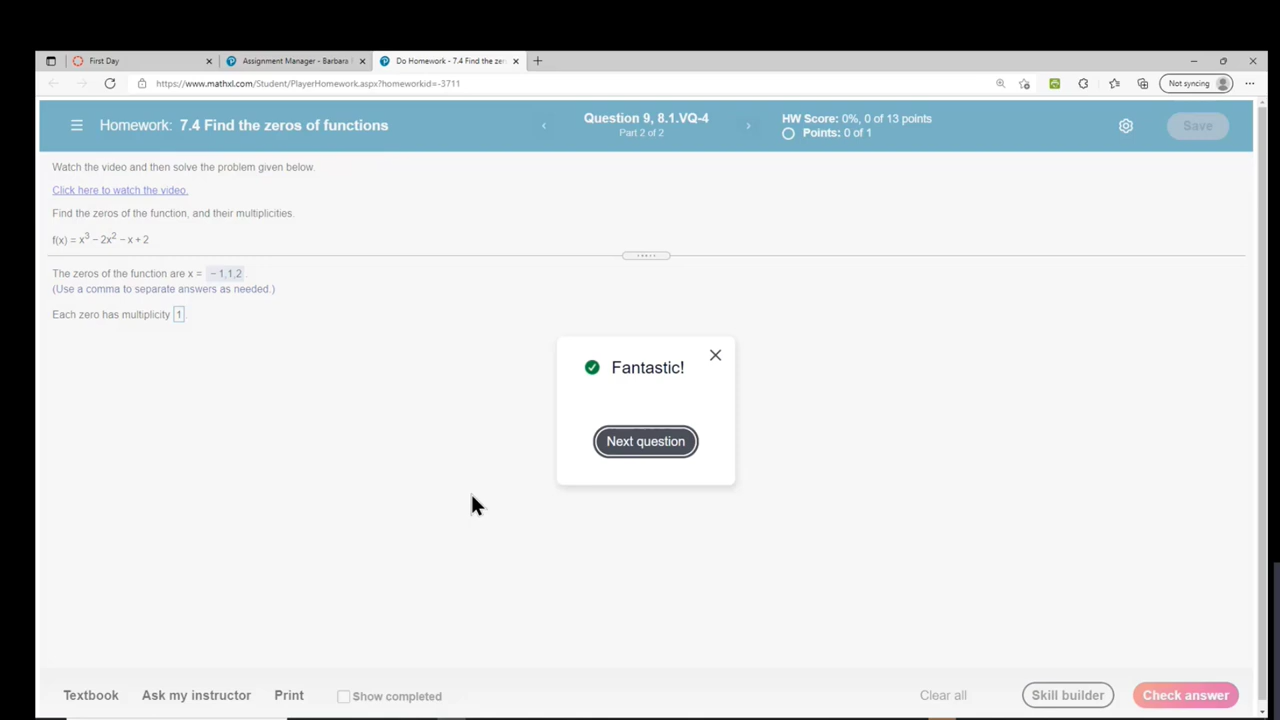 First Day
Assignment Manager - Barbara
Do Homework - 7.4 Find the zer
https://www.mathxl.com/Student/PlayerHomework.aspx?homeworkid=-3711
Not syncing
Homework: 7.4 Find the zeros of functions
Question 9, 8.1.VQ-4
Part 2 of 2
HW Score: 0%, 0 of 13 points
Points: 0 of 1
Save
Watch the video and then solve the problem given below.
Click here to watch the video.
Find the zeros of the function, and their multiplicities.
f(x) = x³ − 2x² − x + 2
The zeros of the function are x = − 1,1,2.
(Use a comma to separate answers as needed.)
Each zero has multiplicity 1.
Fantastic!
Next question
Textbook
Ask my instructor
Print
Show completed
Clear all
Skill builder
Check answer